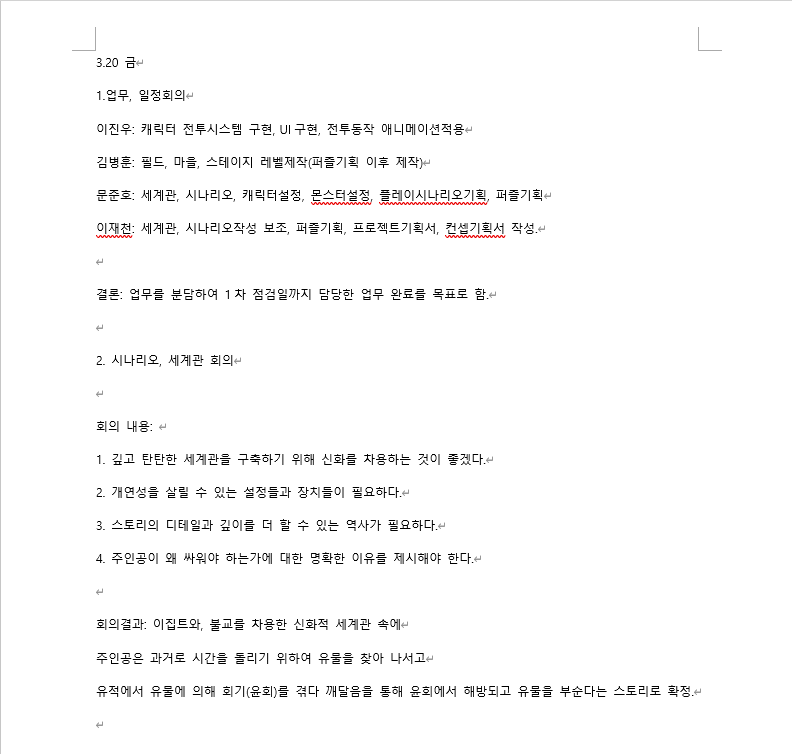 3.20 금
1.업무, 일정회의
이진우: 캐릭터 전투시스템 구현, UI 구현, 전투동작 애니메이션적용
김병훈: 필드, 마을, 스테이지 레벨제작(퍼즐기획 이후 제작)
문준호: 세계관, 시나리오, 캐릭터설정, 몬스터설정, 플레이시나리오기획, 퍼즐기획
이재천: 세계관, 시나리오작성 보조, 퍼즐기획, 프로젝트기획서, 컨셉기획서 작성.
결론: 업무를 분담하여 1차 점검일까지 담당한 업무 완료를 목표로 함.
2. 시나리오, 세계관 회의
회의 내용:
1. 깊고 탄탄한 세계관을 구축하기 위해 신화를 차용하는 것이 좋겠다.
2. 개연성을 살릴 수 있는 설정들과 장치들이 필요하다.
3. 스토리의 디테일과 깊이를 더 할 수 있는 역사가 필요하다.
4. 주인공이 왜 싸워야 하는가에 대한 명확한 이유를 제시해야 한다.
회의결과: 이집트와, 불교를 차용한 신화적 세계관 속에
주인공은 과거로 시간을 돌리기 위하여 유물을 찾아 나서고
유적에서 유물에 의해 회기(윤회)를 겪다 깨달음을 통해 윤회에서 해방되고 유물을 부순다는 스토리로 확정.